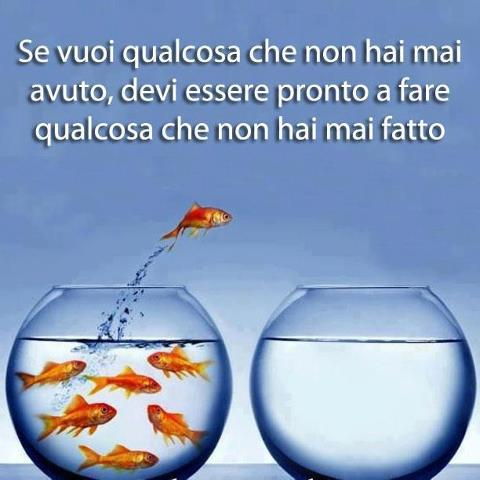 Se vuoi qualcosa che non hai mai
avuto, devi essere pronto a fare
qualcosa che non hai mai fatto